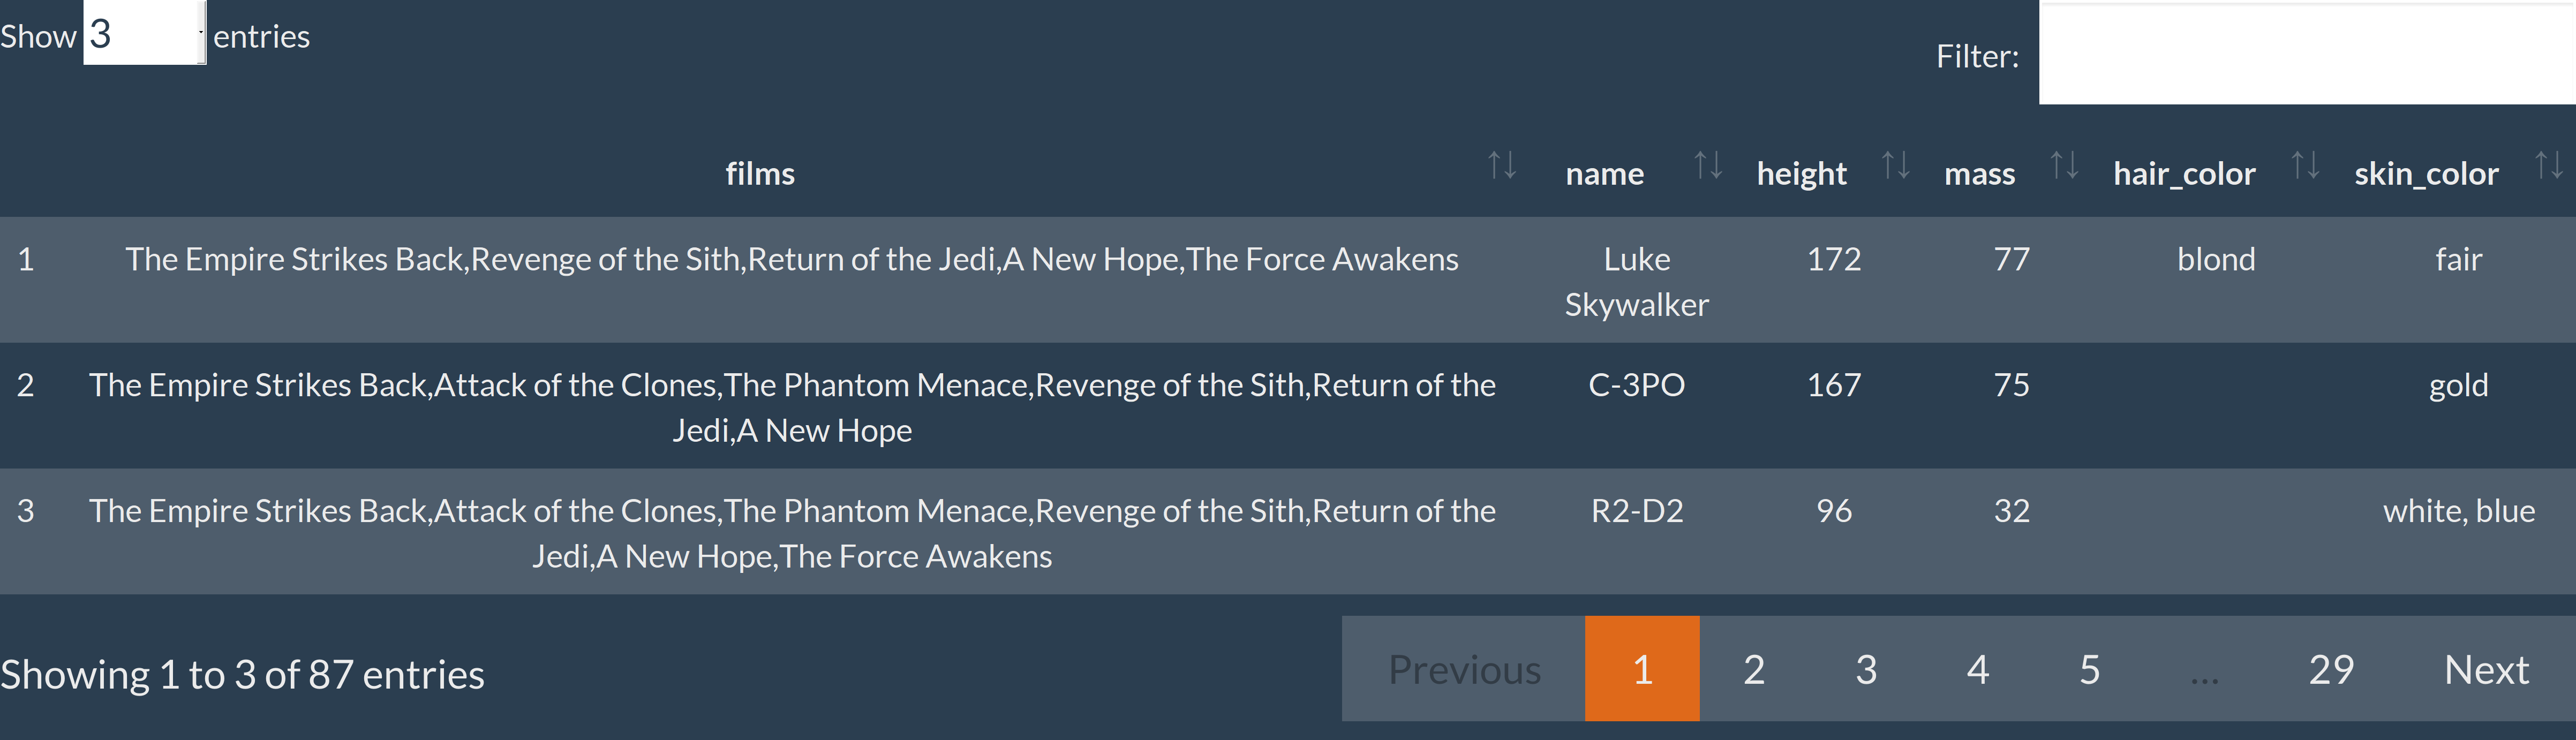 Show 3 entries
Filter:
films ↑↓ name ↑↓ height ↑↓ mass ↑↓ hair_color ↑↓ skin_color ↑↓
1 The Empire Strikes Back,Revenge of the Sith,Return of the Jedi,A New Hope,The Force Awakens Luke 172 77 blond fair
Skywalker
2 The Empire Strikes Back,Attack of the Clones,The Phantom Menace,Revenge of the Sith,Return of the C-3PO 167 75 gold
Jedi,A New Hope
3 The Empire Strikes Back,Attack of the Clones,The Phantom Menace,Revenge of the Sith,Return of the R2-D2 96 32 white, blue
Jedi,A New Hope,The Force Awakens
Showing 1 to 3 of 87 entries
Previous 1 2 3 4 5 … 29 Next